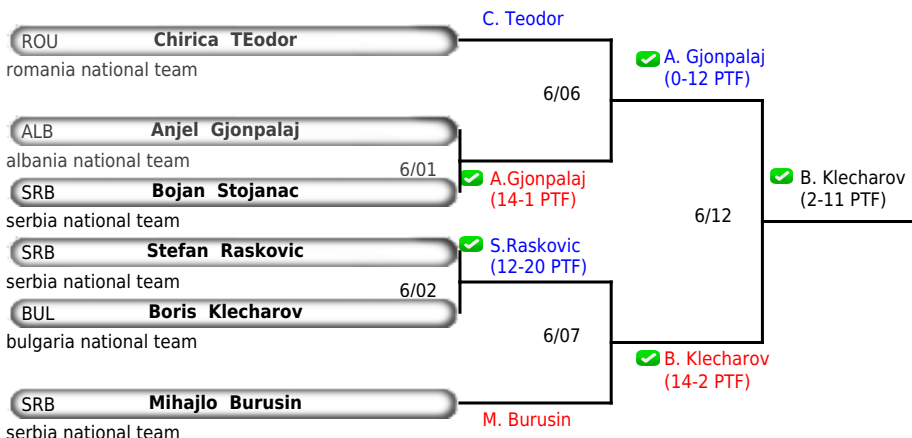 C. Teodor
ROU Chirica TEodor
romania national team
A. Gjonpalaj
(0-12 PTF)
6/06
ALB Anjel Gjonpalaj
albania national team
6/01
A.Gjonpalaj
(14-1 PTF)
SRB Bojan Stojanac
serbia national team
B. Klecharov
(2-11 PTF)
6/12
SRB Stefan Raskovic
serbia national team
S.Raskovic
(12-20 PTF)
6/02
BUL Boris Klecharov
bulgaria national team
6/07
B. Klecharov
(14-2 PTF)
SRB Mihajlo Burusin
serbia national team
M. Burusin